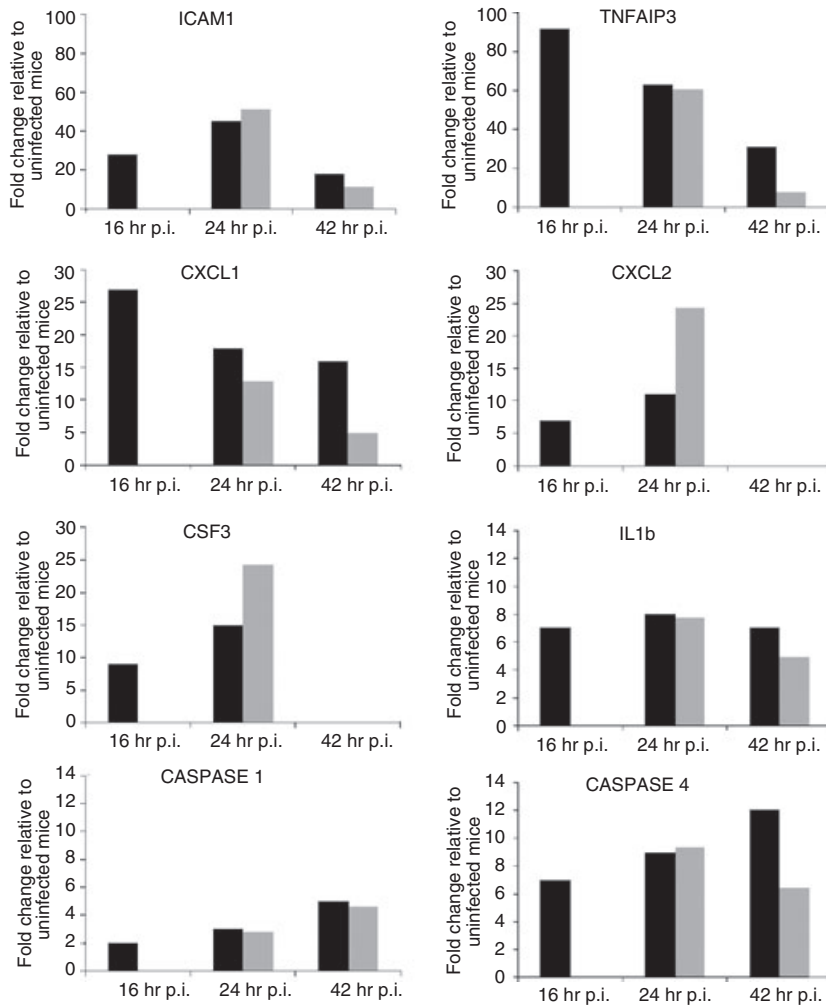 ICAM1
Fold change relative to
uninfected mice
100
80
60
40
20
0
16 hr p.i. 24 hr p.i. 42 hr p.i.
TNFAIP3
Fold change relative to
uninfected mice
100
80
60
40
20
0
16 hr p.i. 24 hr p.i. 42 hr p.i.
CXCL1
Fold change relative to
uninfected mice
30
25
20
15
10
5
0
16 hr p.i. 24 hr p.i. 42 hr p.i.
CXCL2
Fold change relative to
uninfected mice
30
25
20
15
10
5
0
16 hr p.i. 24 hr p.i. 42 hr p.i.
CSF3
Fold change relative to
uninfected mice
30
25
20
15
10
5
0
16 hr p.i. 24 hr p.i. 42 hr p.i.
IL1b
Fold change relative to
uninfected mice
14
12
10
8
6
4
2
0
16 hr p.i. 24 hr p.i. 42 hr p.i.
CASPASE 1
Fold change relative to
uninfected mice
14
12
10
8
6
4
2
0
16 hr p.i. 24 hr p.i. 42 hr p.i.
CASPASE 4
Fold change relative to
uninfected mice
14
12
10
8
6
4
2
0
16 hr p.i. 24 hr p.i. 42 hr p.i.